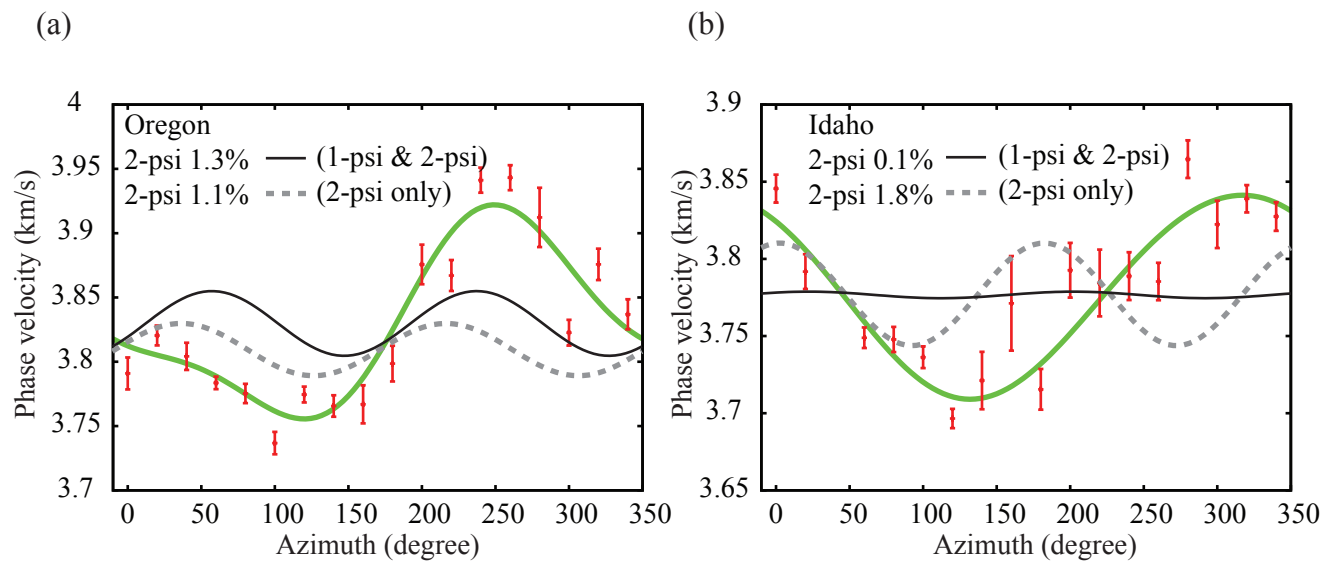 (a)
Oregon
2-psi 1.3% (1-psi & 2-psi)
2-psi 1.1% (2-psi only)
4
3.95
3.9
3.85
3.8
3.75
3.7
Phase velocity (km/s)
0 50 100 150 200 250 300 350
Azimuth (degree)
(b)
Idaho
2-psi 0.1% (1-psi & 2-psi)
2-psi 1.8% (2-psi only)
3.9
3.85
3.8
3.75
3.7
3.65
Phase velocity (km/s)
0 50 100 150 200 250 300 350
Azimuth (degree)